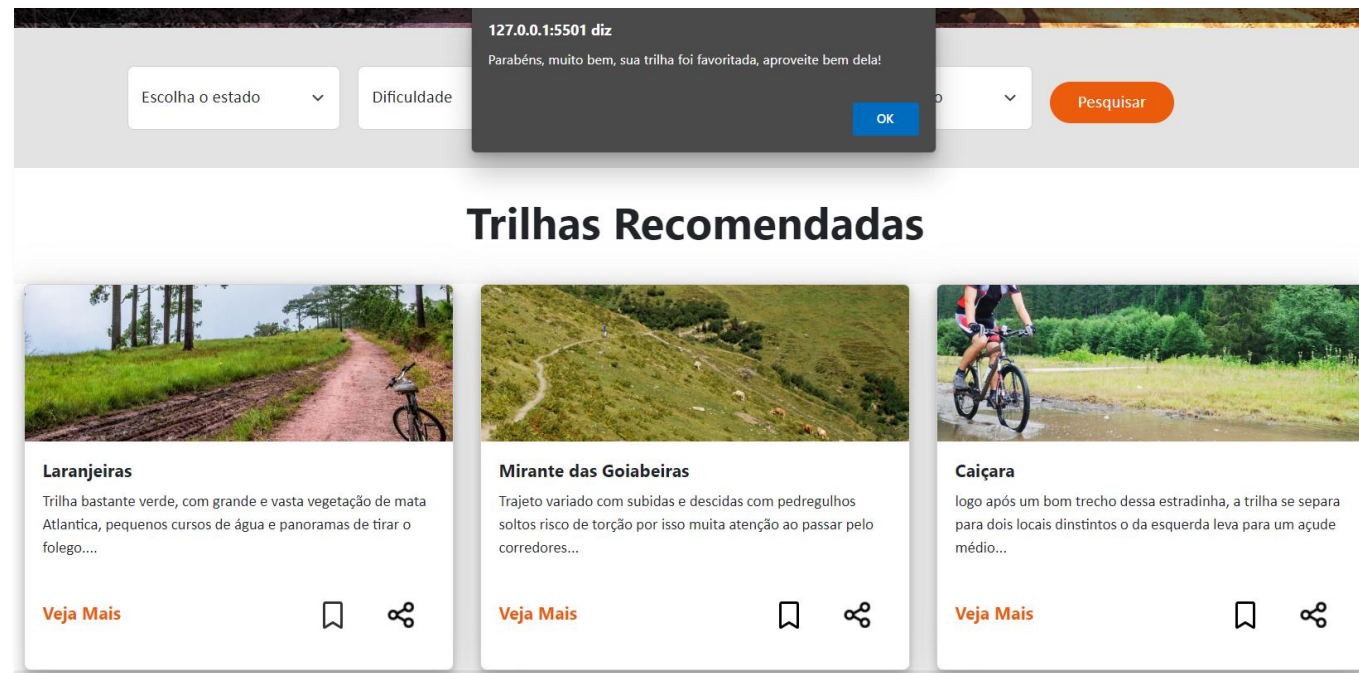 127.0.0.1:5501 diz
Parabéns, muito bem, sua trilha foi favoritada, aproveite bem dela!
OK
Escolha o estado
Dificuldade
o
Pesquisar
Trilhas Recomendadas
Laranjeiras
Trilha bastante verde, com grande e vasta vegetação de mata
Atlantica, pequenos cursos de água e panoramas de tirar o
folego....
Veja Mais
Mirante das Goiabeiras
Trajeto variado com subidas e descidas com pedregulhos
soltos risco de torção por isso muita atenção ao passar pelo
corredores...
Veja Mais
Caiçara
logo após um bom trecho dessa estradinha, a trilha se separa
para dois locais dinstintos o da esquerda leva para um açude
médio...
Veja Mais